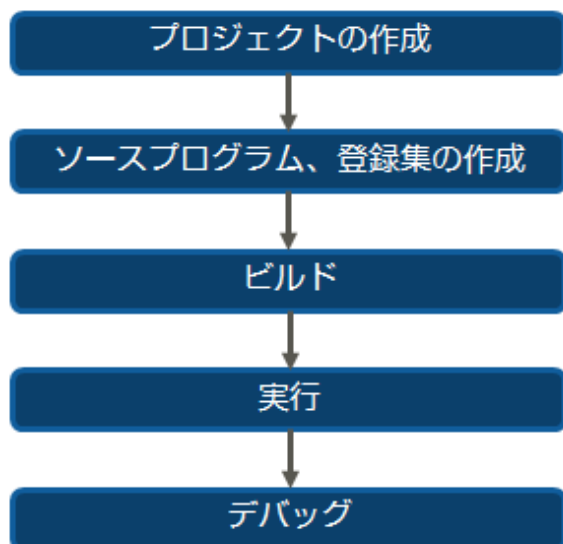 プロジェクトの作成
ソースプログラム、登録集の作成
ビルド
実行
デバッグ